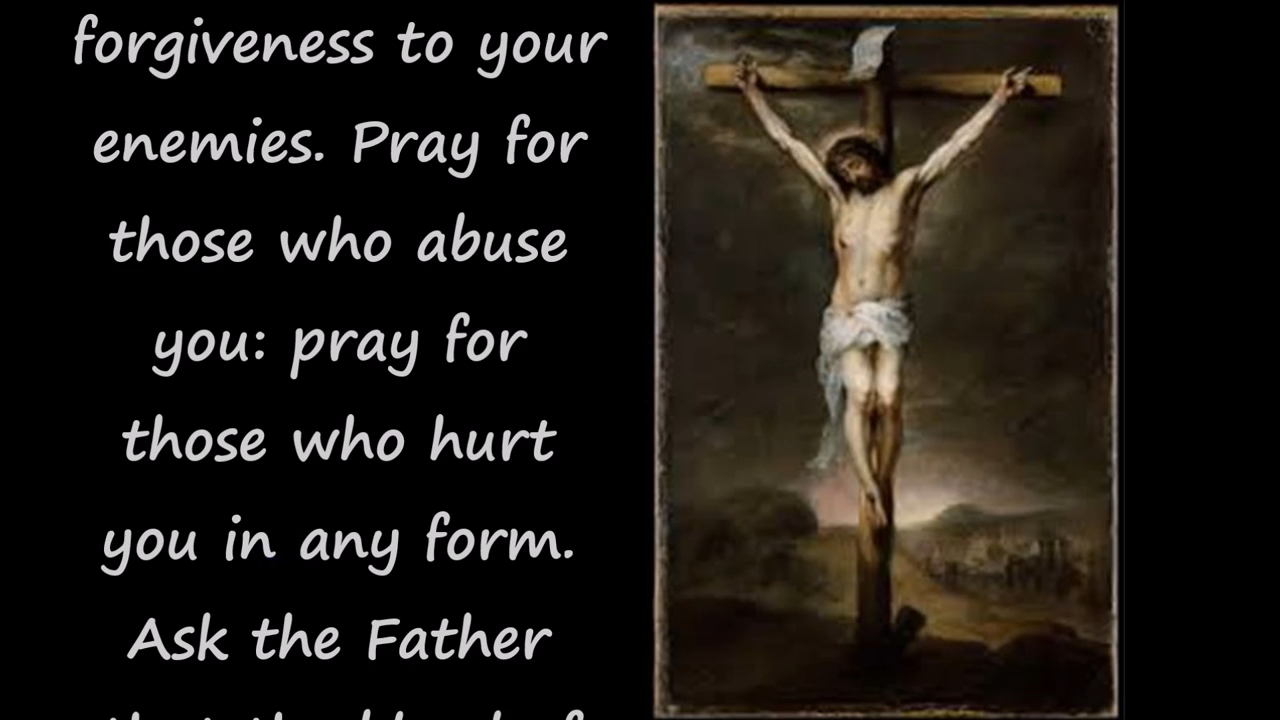 forgiveness to your
enemies. Pray for
those who abuse
you: pray for
those who hurt
you in any form.
Ask the Father